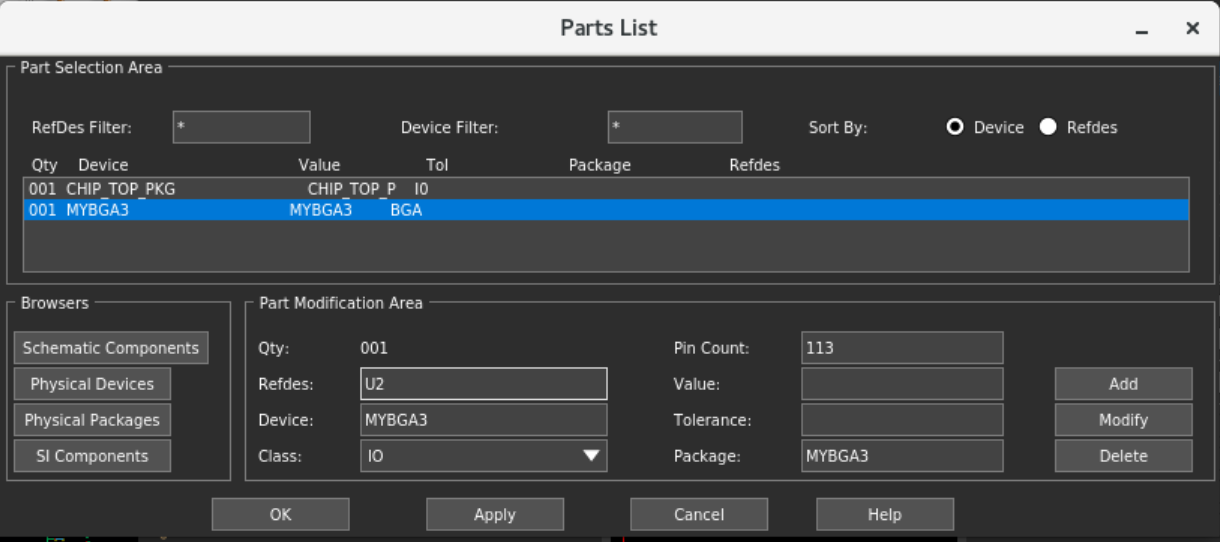 Parts List
Part Selection Area
RefDes Filter: * Device Filter: * Sort By: Device Refdes
Qty Device Value Tol Package Refdes
001 CHIP_TOP_PKG CHIP_TOP_P I0
001 MYBGA3 MYBGA3 BGA
Browsers
Schematic Components
Physical Devices
Physical Packages
SI Components
Part Modification Area
Qty: 001 Pin Count: 113
Refdes: U2 Value: Add
Device: MYBGA3 Tolerance: Modify
Class: IO Package: MYBGA3 Delete
OK Apply Cancel Help